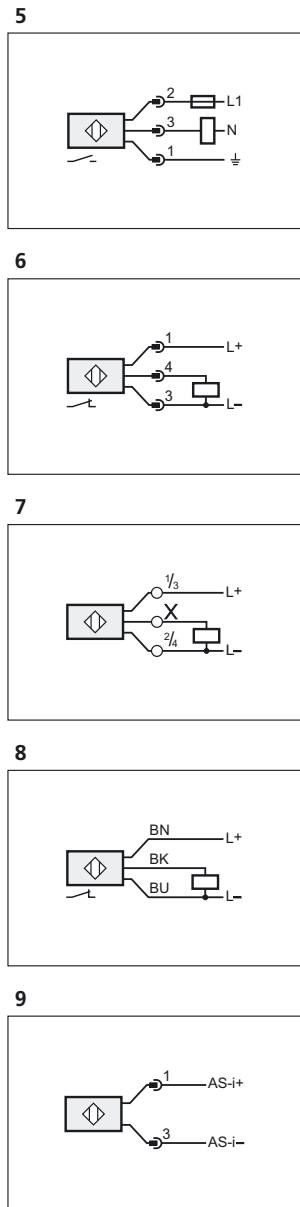 5
2 L1
3 N
1
6
1 L+
4
3 L–
7
1/3 L+
X
2/4 L–
8
BN L+
BK
BU L–
9
1 AS-i+
3 AS-i–